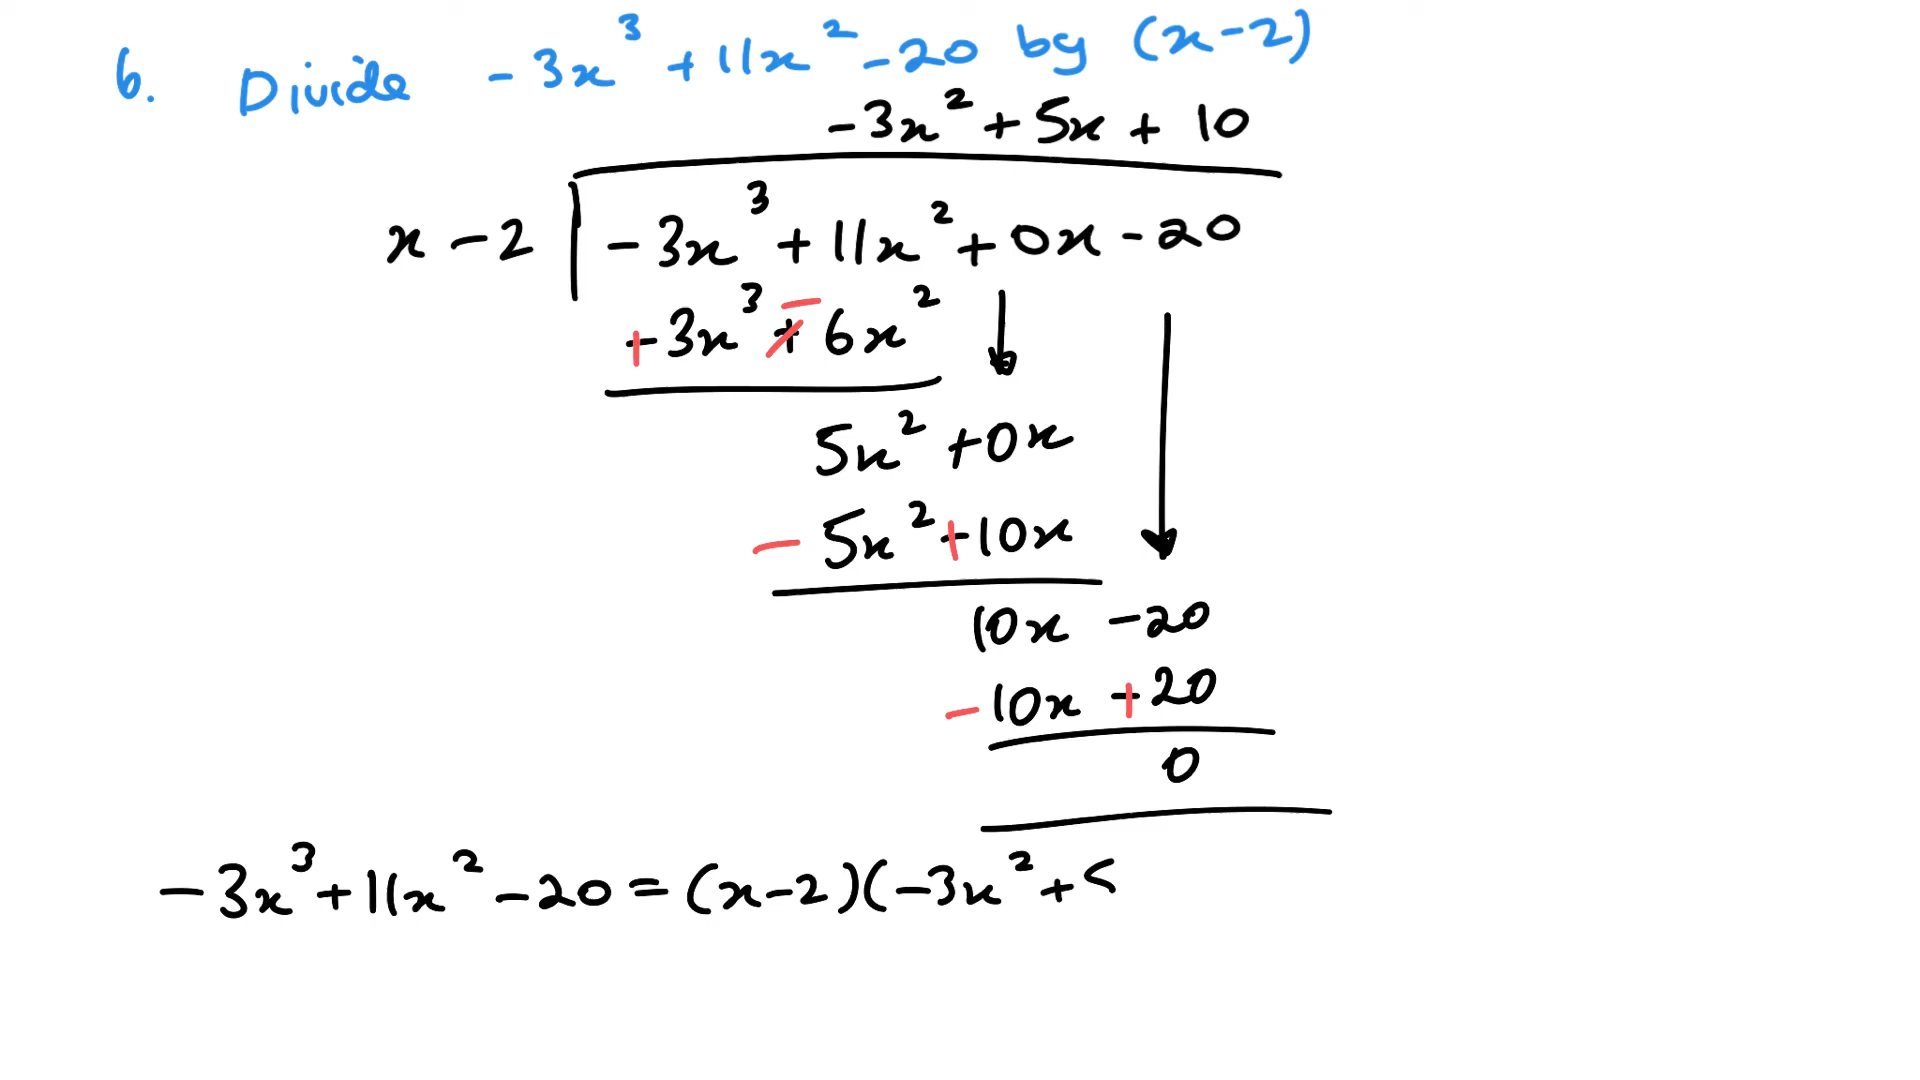 6. Divide -3x³ + 11x² - 20 by (x-2)
-3x² + 5x + 10
x - 2 -3x³ + 11x² + 0x - 20
+3x³ - 6x²
5x² + 0x
- 5x² + 10x
10x - 20
- 10x + 20
0
-3x³ + 11x² - 20 = (x-2)(-3x² +